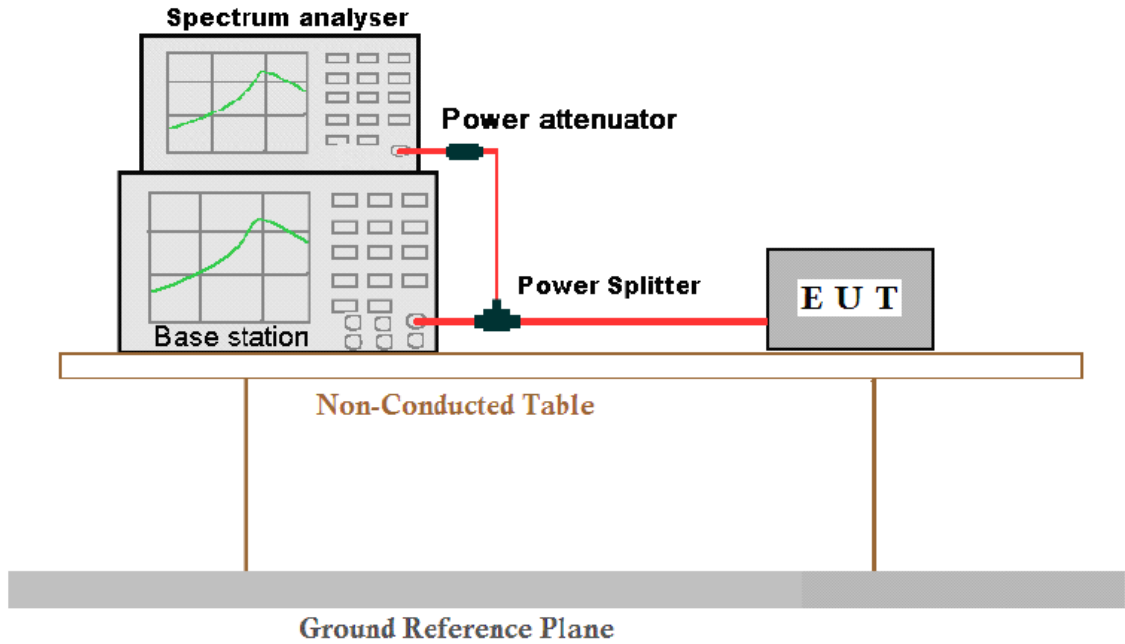 Spectrum analyser
Power attenuator
Power Splitter
E U T
Base station
Non-Conducted Table
Ground Reference Plane